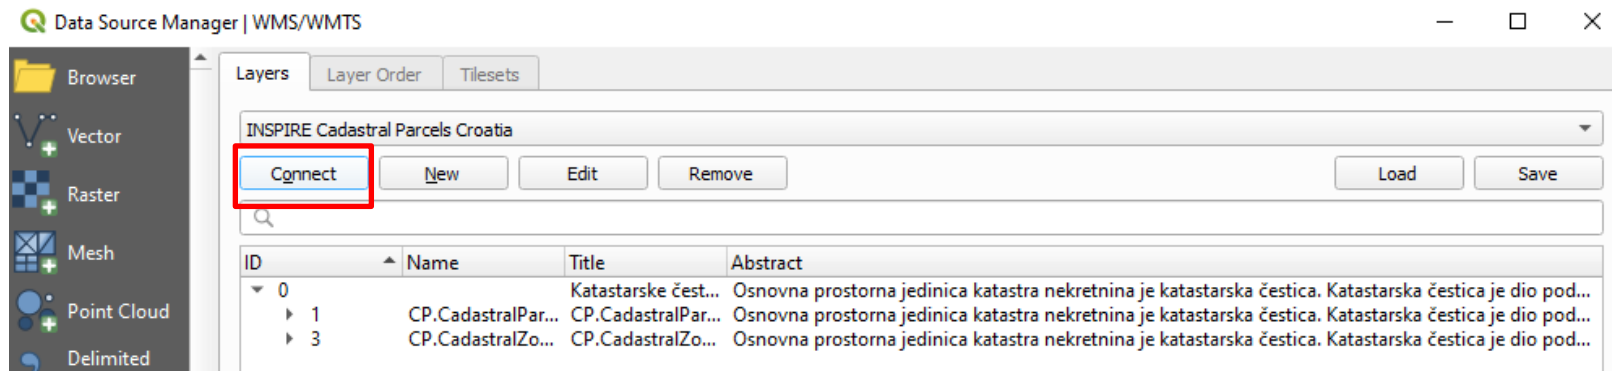 Data Source Manager | WMS/WMTS
Browser
Vector
Raster
Mesh
Point Cloud
Delimited
Layers Layer Order Tilesets
INSPIRE Cadastral Parcels Croatia
Connect New Edit Remove Load Save
ID Name Title Abstract
0 Katastarske čest... Osnovna prostorna jedinica katastra nekretnina je katastarska čestica. Katastarska čestica je dio pod...
1 CP.CadastralPar... CP.CadastralPar... Osnovna prostorna jedinica katastra nekretnina je katastarska čestica. Katastarska čestica je dio pod...
3 CP.CadastralZo... CP.CadastralZo... Osnovna prostorna jedinica katastra nekretnina je katastarska čestica. Katastarska čestica je dio pod...